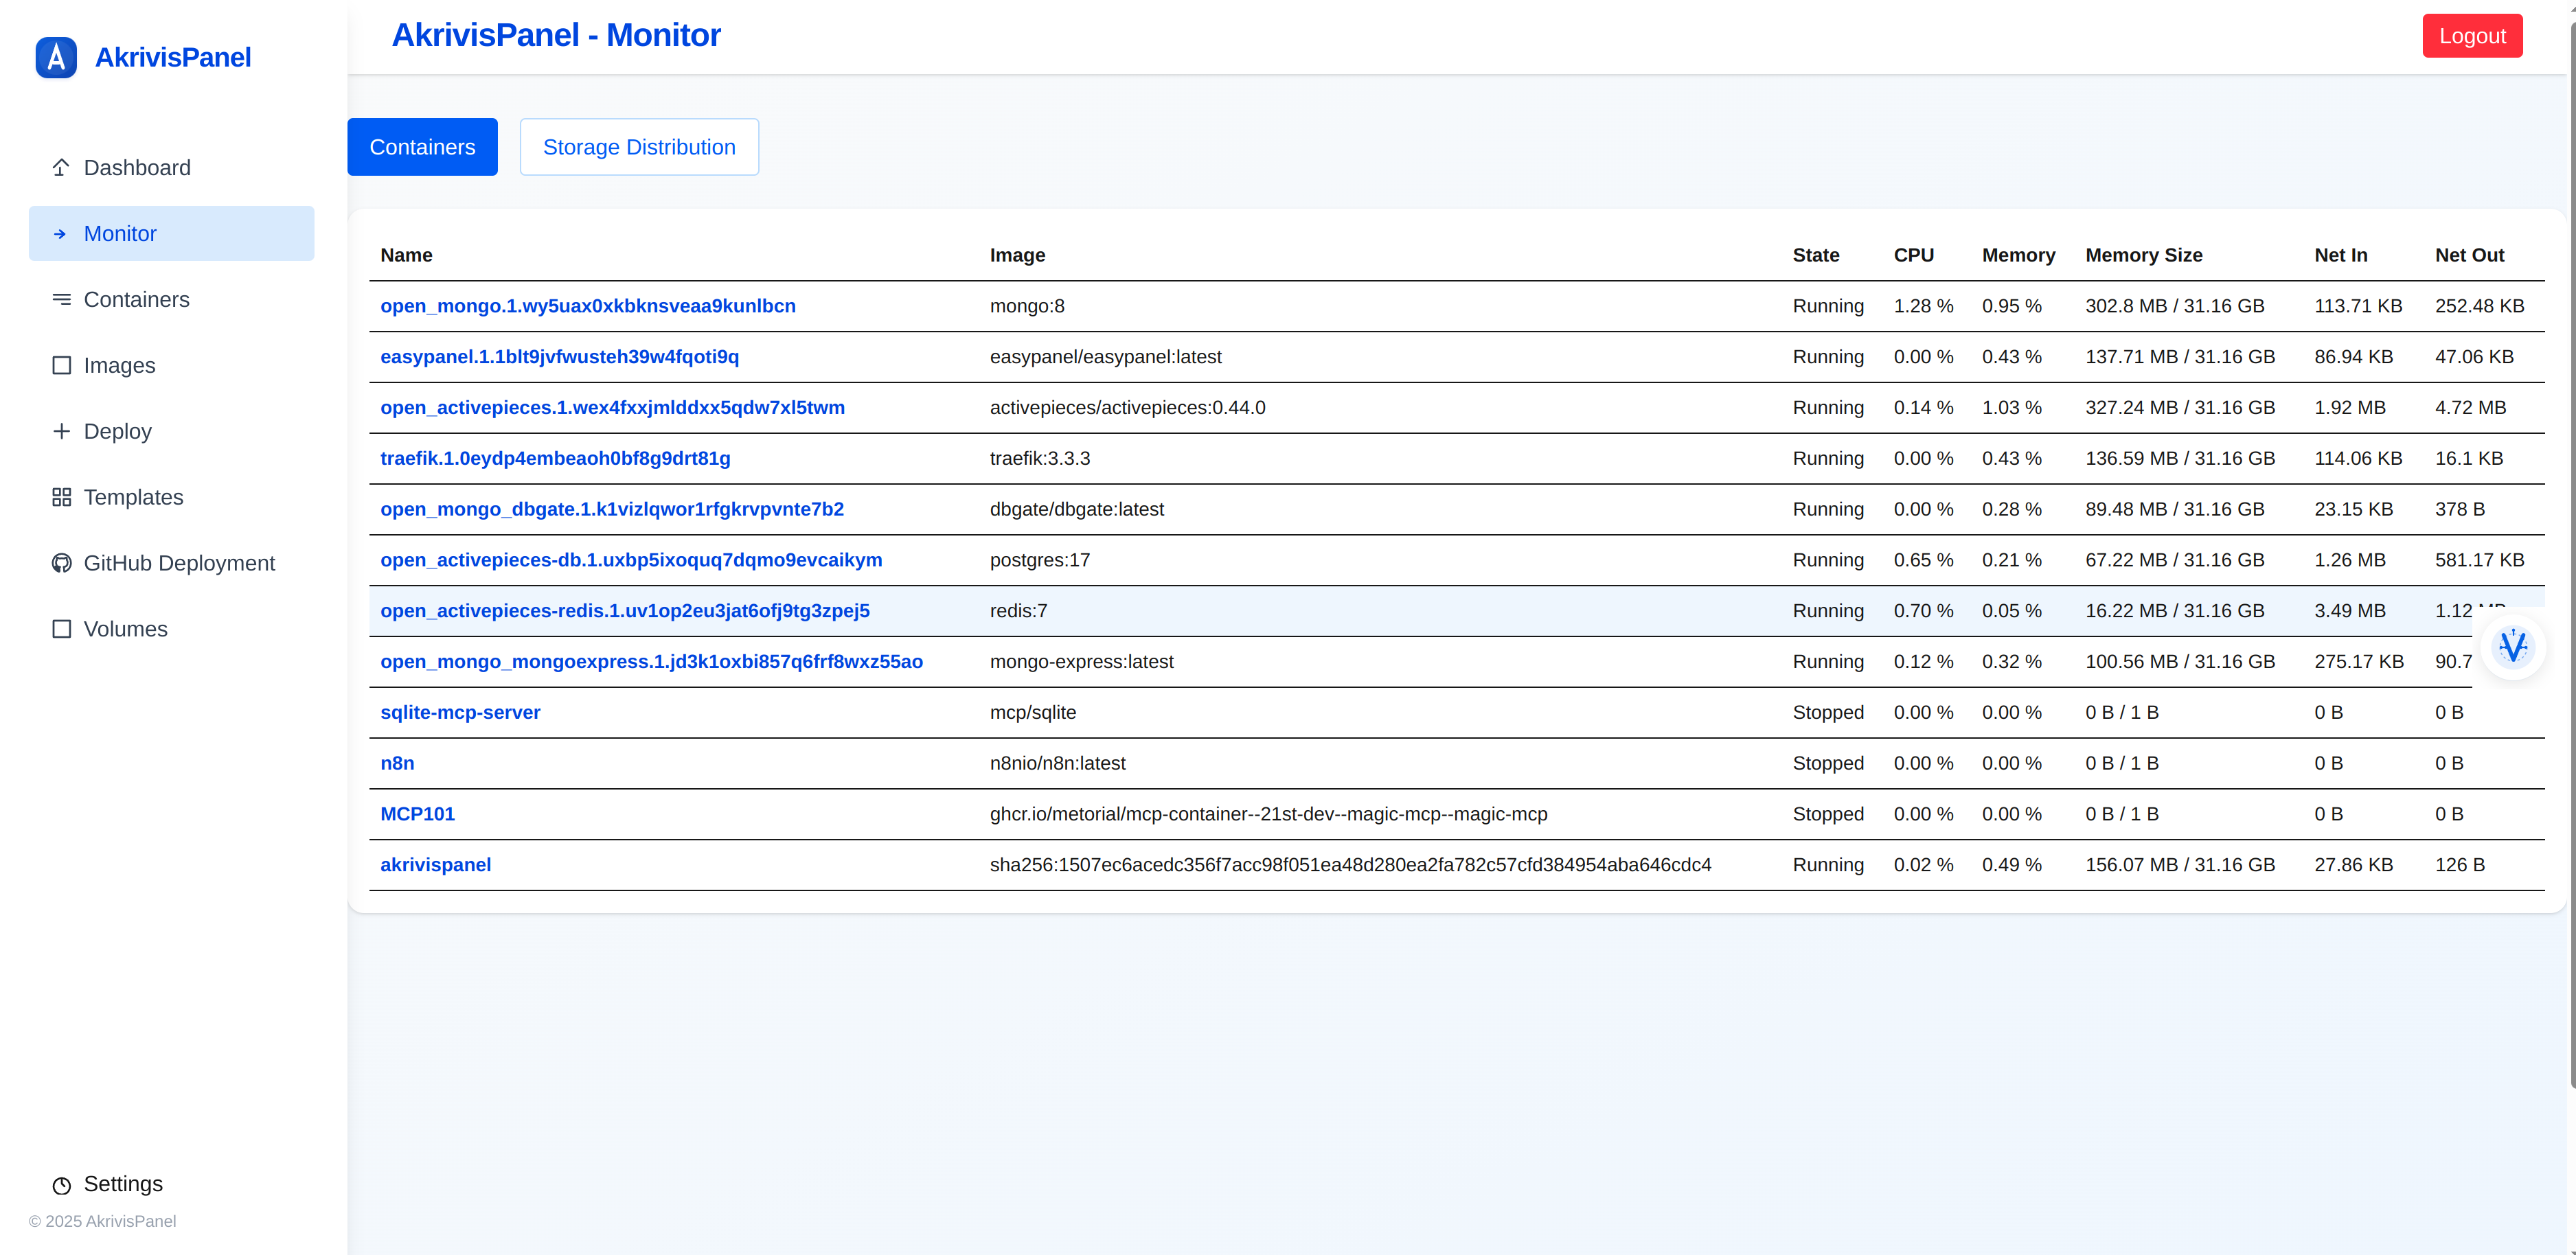 AkrivisPanel
Dashboard
Monitor
Containers
Images
Deploy
Templates
GitHub Deployment
Volumes
Settings
© 2025 AkrivisPanel
AkrivisPanel - Monitor
Logout
Containers
Storage Distribution
Name Image State CPU Memory Memory Size Net In Net Out
open_mongo.1.wy5uax0xkbknsveaa9kunlbcn mongo:8 Running 1.28 % 0.95 % 302.8 MB / 31.16 GB 113.71 KB 252.48 KB
easypanel.1.1blt9jvfwusteh39w4fqoti9q easypanel/easypanel:latest Running 0.00 % 0.43 % 137.71 MB / 31.16 GB 86.94 KB 47.06 KB
open_activepieces.1.wex4fxxjmlddxx5qdw7xl5twm activepieces/activepieces:0.44.0 Running 0.14 % 1.03 % 327.24 MB / 31.16 GB 1.92 MB 4.72 MB
traefik.1.0eydp4embeaoh0bf8g9drt81g traefik:3.3.3 Running 0.00 % 0.43 % 136.59 MB / 31.16 GB 114.06 KB 16.1 KB
open_mongo_dbgate.1.k1vizlqwor1rfgkrvpvnte7b2 dbgate/dbgate:latest Running 0.00 % 0.28 % 89.48 MB / 31.16 GB 23.15 KB 378 B
open_activepieces-db.1.uxbp5ixoquq7dqmo9evcaikym postgres:17 Running 0.65 % 0.21 % 67.22 MB / 31.16 GB 1.26 MB 581.17 KB
open_activepieces-redis.1.uv1op2eu3jat6ofj9tg3zpej5 redis:7 Running 0.70 % 0.05 % 16.22 MB / 31.16 GB 3.49 MB 1.12 MB
open_mongo_mongoexpress.1.jd3k1oxbi857q6frf8wxz55ao mongo-express:latest Running 0.12 % 0.32 % 100.56 MB / 31.16 GB 275.17 KB 90.7
sqlite-mcp-server mcp/sqlite Stopped 0.00 % 0.00 % 0 B / 1 B 0 B 0 B
n8n n8nio/n8n:latest Stopped 0.00 % 0.00 % 0 B / 1 B 0 B 0 B
MCP101 ghcr.io/metorial/mcp-container--21st-dev--magic-mcp--magic-mcp Stopped 0.00 % 0.00 % 0 B / 1 B 0 B 0 B
akrivispanel sha256:1507ec6acedc356f7acc98f051ea48d280ea2fa782c57cfd384954aba646cdc4 Running 0.02 % 0.49 % 156.07 MB / 31.16 GB 27.86 KB 126 B